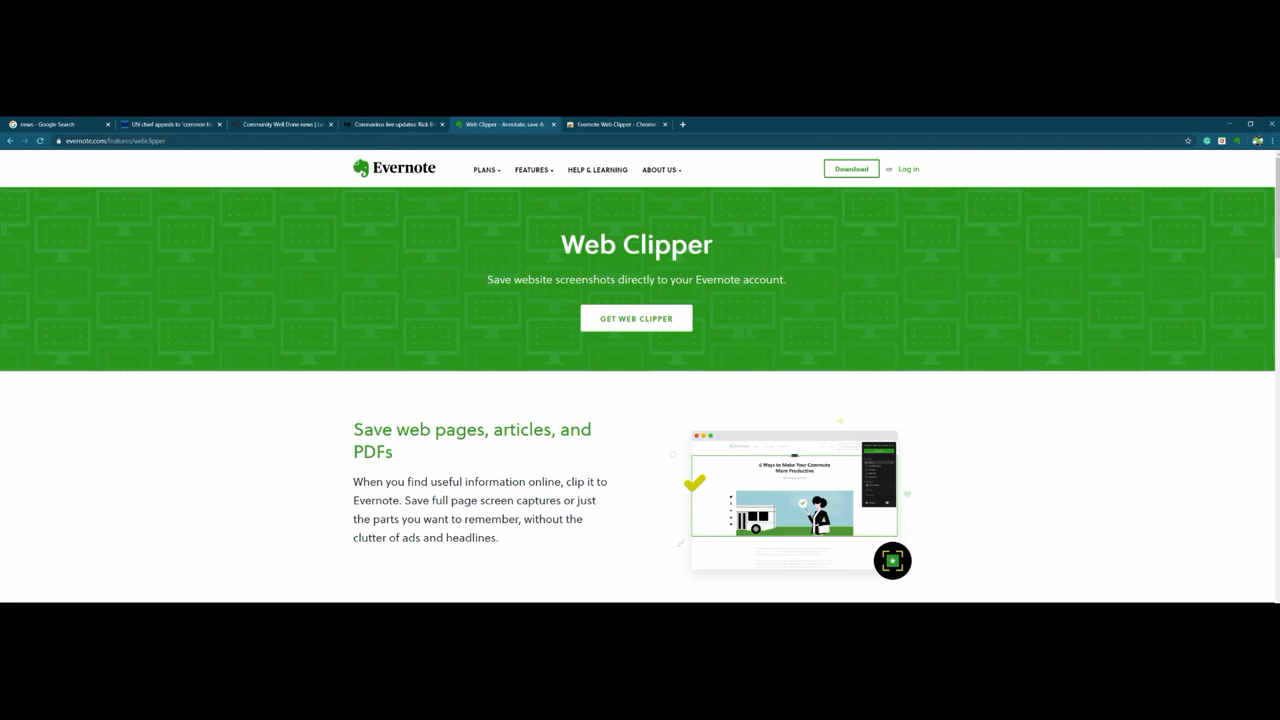 news - Google Search
UN chief appeals to 'common h
Community Well Done news | Le
Coronavirus live updates: Rick B
Web Clipper - Annotate, save &
Evernote Web Clipper - Chrome
evernote.com/features/webclipper
Evernote
PLANS
FEATURES
HELP & LEARNING
ABOUT US
Download
or
Log in
Web Clipper
Save website screenshots directly to your Evernote account.
GET WEB CLIPPER
Save web pages, articles, and
PDFs
When you find useful information online, clip it to
Evernote. Save full page screen captures or just
the parts you want to remember, without the
clutter of ads and headlines.
6 Ways to Make Your Commute
More Productive